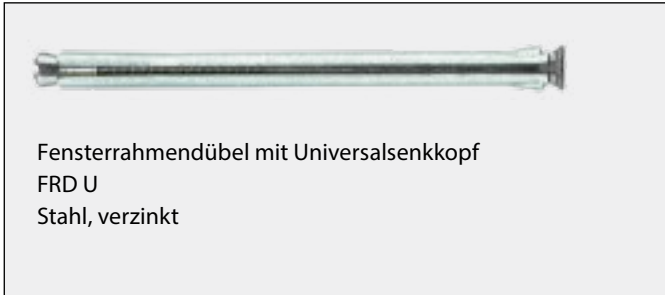 Fensterrahmendübel mit Universalsenkkopf
FRD U
Stahl, verzinkt